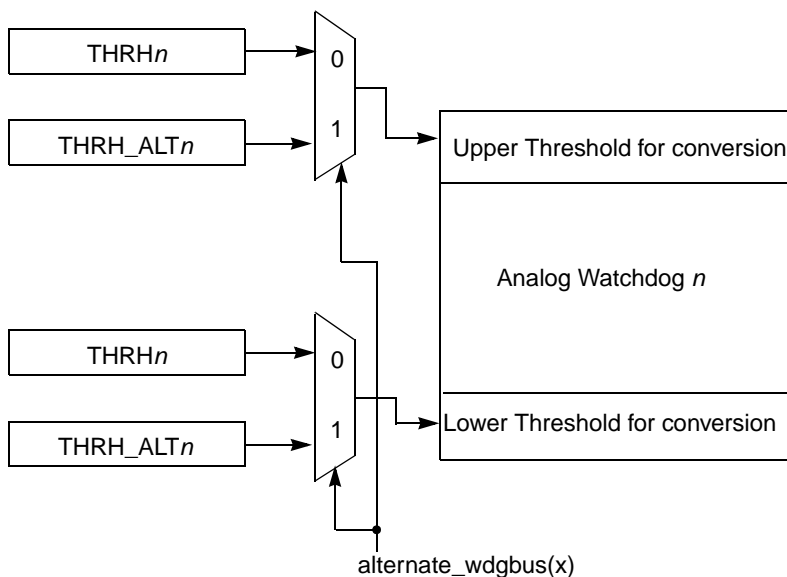 THRHn
0
THRH_ALTn
1
Upper Threshold for conversion
Analog Watchdog n
THRHn
0
THRH_ALTn
1
Lower Threshold for conversion
alternate_wdgbus(x)